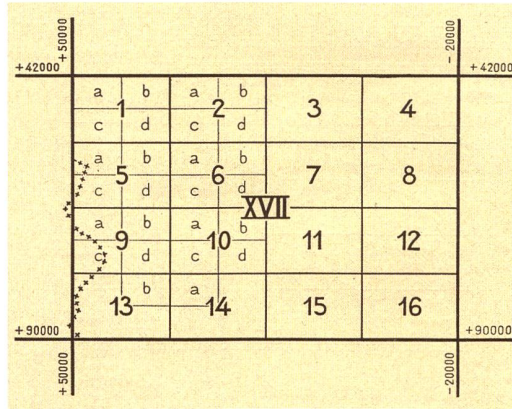 +50000 -20000
+42000 +42000
a b a b
1 2 3 4
c d c d
a b a b
5 6 7 8
c d c d
XVII
a b a b
9 10 11 12
c d c d
b a
13 14 15 16
+90000 +90000
+50000 -20000